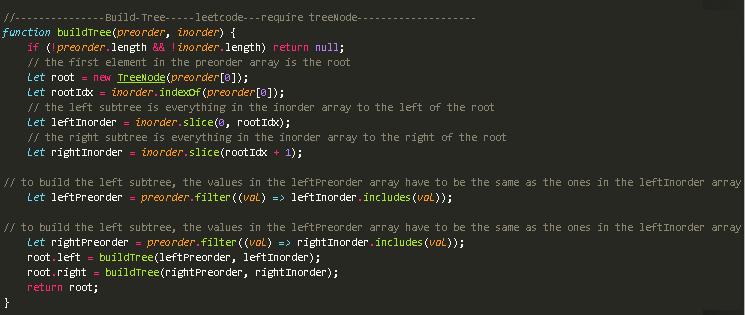 //---------------Build-Tree-----leetcode---require treeNode--------------------
function buildTree(preorder, inorder) {
    if (!preorder.length && !inorder.length) return null;
    // the first element in the preorder array is the root
    let root = new TreeNode(preorder[0]);
    let rootIdx = inorder.indexOf(preorder[0]);
    // the left subtree is everything in the inorder array to the left of the root
    let leftInorder = inorder.slice(0, rootIdx);
    // the right subtree is everything in the inorder array to the right of the root
    let rightInorder = inorder.slice(rootIdx + 1);
// to build the left subtree, the values in the leftPreorder array have to be the same as the ones in the leftInorder array
    let leftPreorder = preorder.filter((val) => leftInorder.includes(val));
// to build the left subtree, the values in the leftPreorder array have to be the same as the ones in the leftInorder array
    let rightPreorder = preorder.filter((val) => rightInorder.includes(val));
    root.left = buildTree(leftPreorder, leftInorder);
    root.right = buildTree(rightPreorder, rightInorder);
    return root;
}